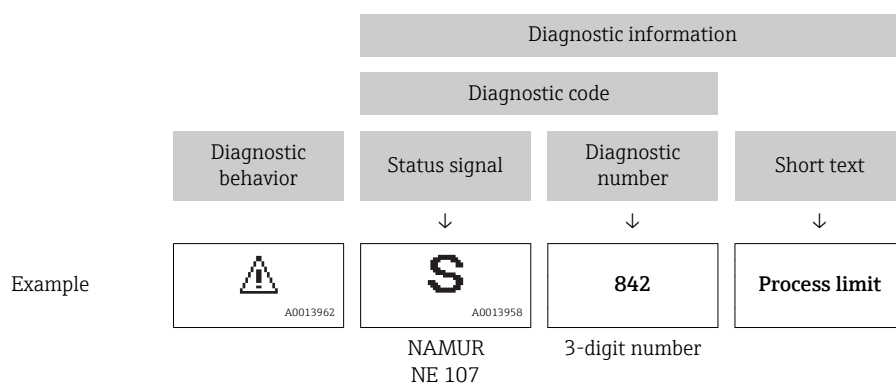 Diagnostic information
Diagnostic code
Diagnostic
behavior
Status signal
Diagnostic
number
Short text
↓
↓
↓
Example
A0013962
S
A0013958
842
Process limit
NAMUR
NE 107
3-digit number